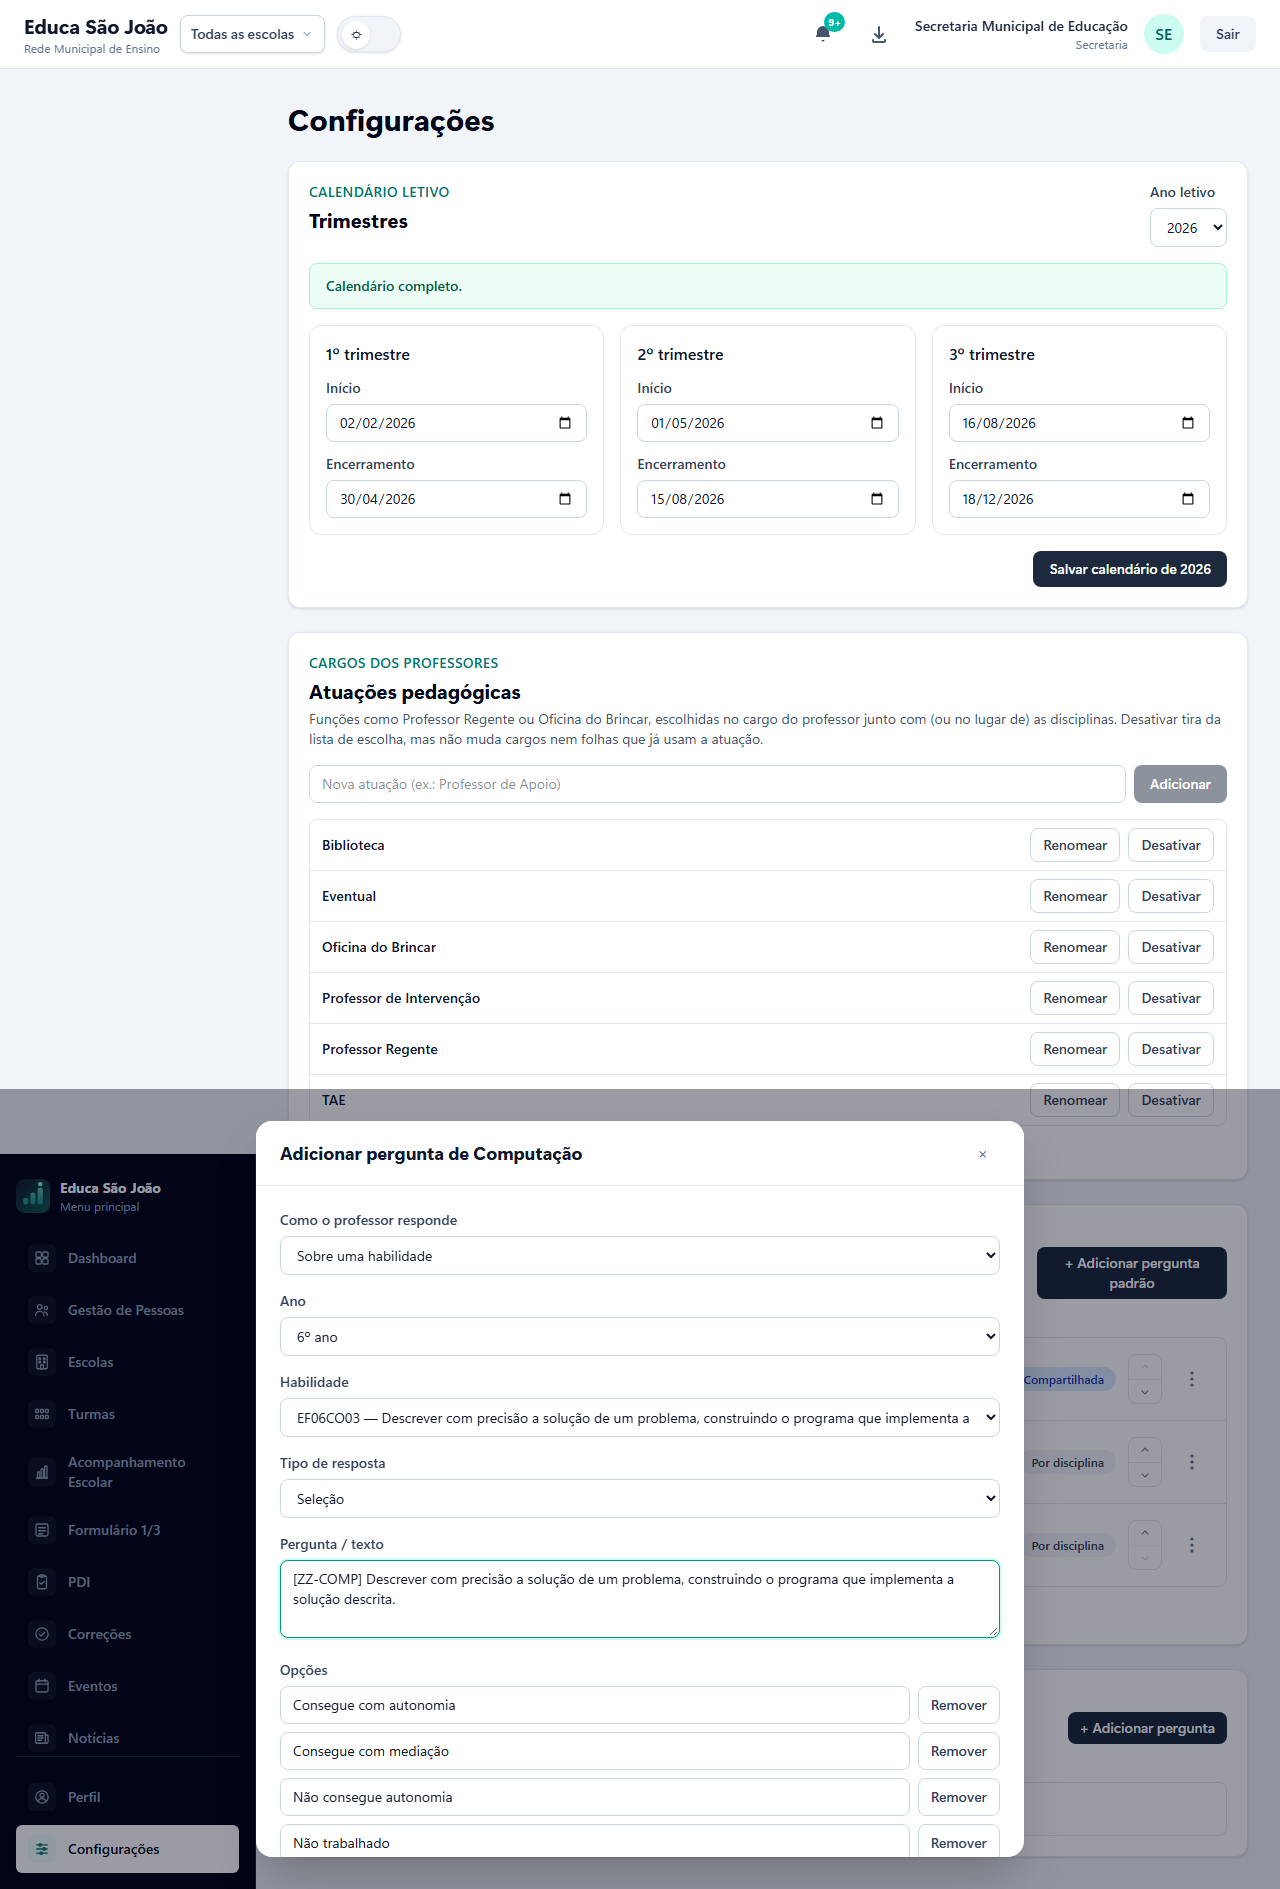 Educa São João
Rede Municipal de Ensino
Todas as escolas
9+
Secretaria Municipal de Educação
Secretaria
SE
Sair
Configurações
CALENDÁRIO LETIVO
Trimestres
Ano letivo
2026
Calendário completo.
1º trimestre
Início
02/02/2026
Encerramento
30/04/2026
2º trimestre
Início
01/05/2026
Encerramento
15/08/2026
3º trimestre
Início
16/08/2026
Encerramento
18/12/2026
Salvar calendário de 2026
CARGOS DOS PROFESSORES
Atuações pedagógicas
Funções como Professor Regente ou Oficina do Brincar, escolhidas no cargo do professor junto com (ou no lugar de) as disciplinas. Desativar tira da
lista de escolha, mas não muda cargos nem folhas que já usam a atuação.
Nova atuação (ex.: Professor de Apoio)
Adicionar
Biblioteca
Renomear
Desativar
Eventual
Renomear
Desativar
Oficina do Brincar
Renomear
Desativar
Professor de Intervenção
Renomear
Desativar
Professor Regente
Renomear
Desativar
TAE
Renomear
Desativar
Educa São João
Menu principal
Dashboard
Gestão de Pessoas
Escolas
Turmas
Acompanhamento
Escolar
Formulário 1/3
PDI
Correções
Eventos
Notícias
Perfil
Configurações
Adicionar pergunta de Computação
×
Como o professor responde
Sobre uma habilidade
Ano
6º ano
Habilidade
EF06CO03 — Descrever com precisão a solução de um problema, construindo o programa que implementa a
Tipo de resposta
Seleção
Pergunta / texto
[ZZ-COMP] Descrever com precisão a solução de um problema, construindo o programa que implementa a
solução descrita.
Opções
Consegue com autonomia
Remover
Consegue com mediação
Remover
Não consegue autonomia
Remover
Não trabalhado
Remover
+ Adicionar pergunta
padrão
Compartilhada
Por disciplina
Por disciplina
+ Adicionar pergunta